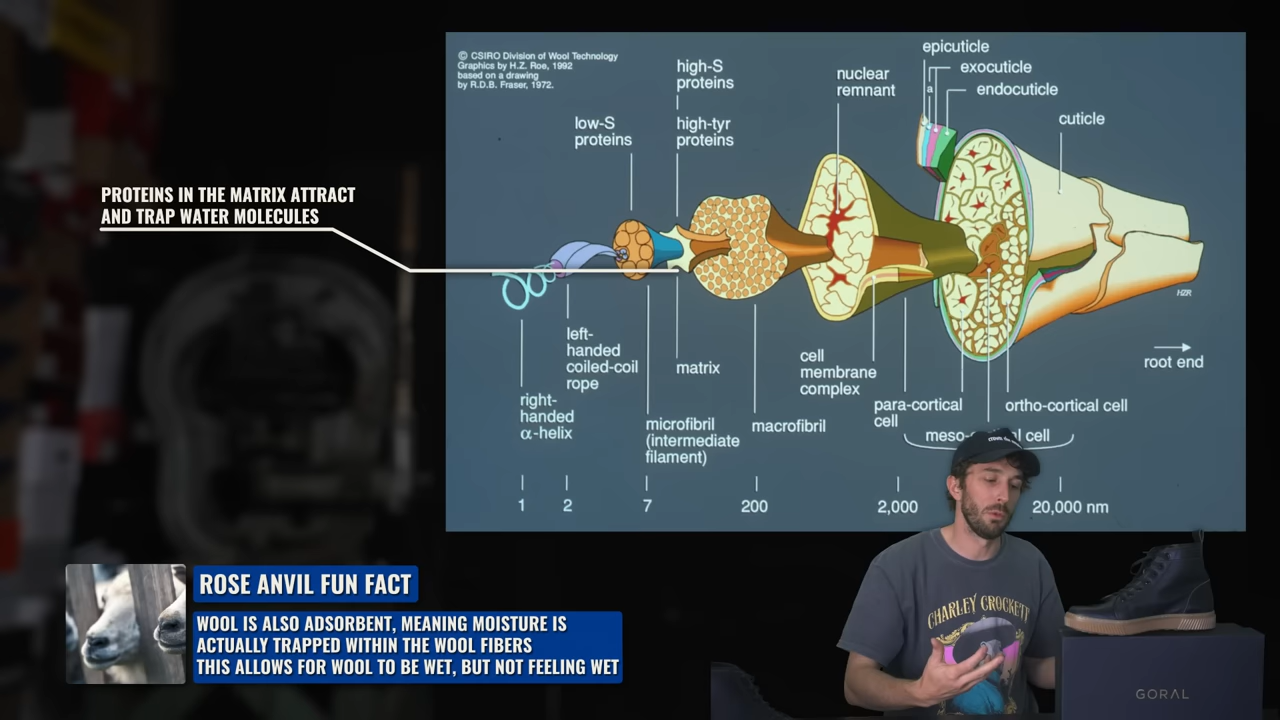 © CSIRO Division of Wool Technology
Graphics by H.Z. Roe, 1992
based on a drawing
by R.D.B. Fraser, 1972.
high-S
proteins
low-S
proteins
high-tyr
proteins
nuclear
remnant
epicuticle
a
exocuticle
endocuticle
cuticle
PROTEINS IN THE MATRIX ATTRACT
AND TRAP WATER MOLECULES
HZR
root end
left-
handed
coiled-coil
rope
right-
handed
α-helix
matrix
microfibril
(intermediate
filament)
macrofibril
cell
membrane
complex
para-cortical
cell
ortho-cortical cell
cell
1 2 7 200 2,000 20,000 nm
ROSE ANVIL FUN FACT
WOOL IS ALSO ADSORBENT, MEANING MOISTURE IS
ACTUALLY TRAPPED WITHIN THE WOOL FIBERS
THIS ALLOWS FOR WOOL TO BE WET, BUT NOT FEELING WET
CHARLEY CROCKETT
GORAL